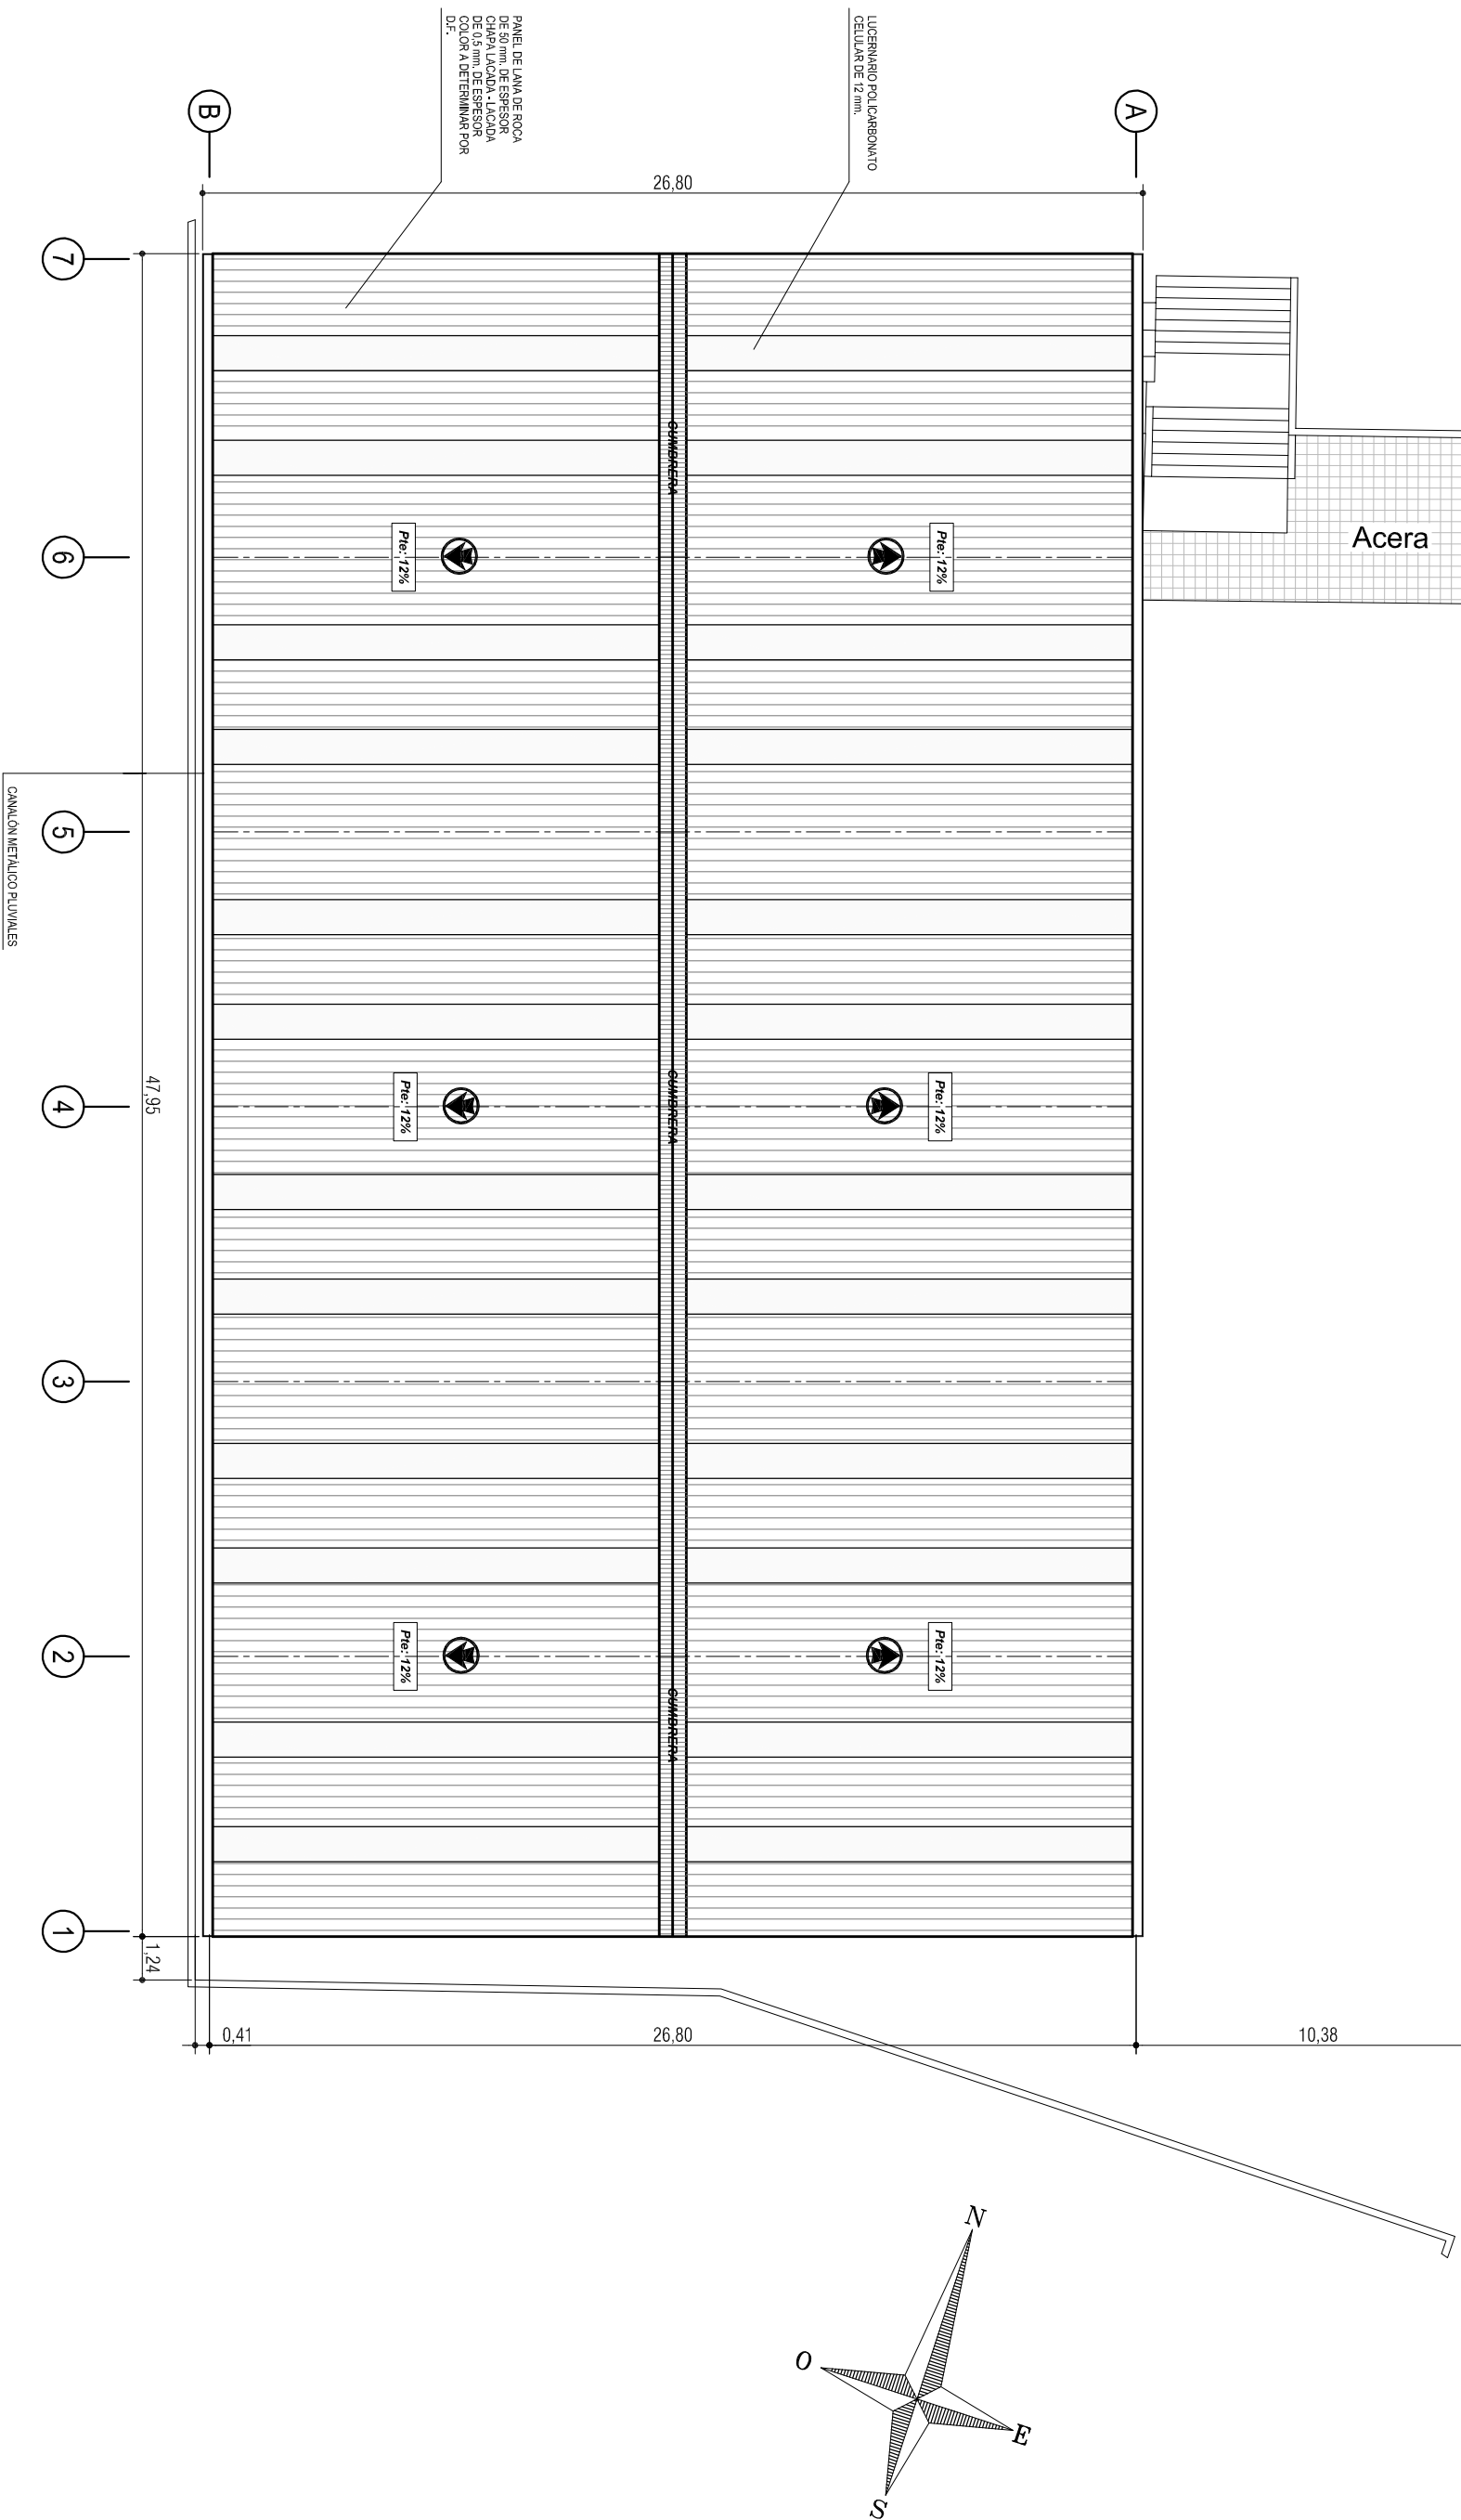 PANEL DE LANA DE ROCA
DE 50 mm. DE ESPESOR
CHAPA LACADA - LACADA
DE 0,5 mm. DE ESPESOR
COLOR A DETERMINAR POR
D.F.
LUCERNARIO POLICARBONATO
CELULAR DE 12 mm.
B
A
26,80
7
6
5
4
3
2
1
CUMBRERA
Acera
Pte: 12%
Pte: 12%
CANALÓN METÁLICO PLUVIALES
47,95
Pte: 12%
CUMBRERA
Pte: 12%
Pte: 12%
Pte: 12%
CUMBRERA
1,24
0,41
26,80
10,38
N
O
E
S